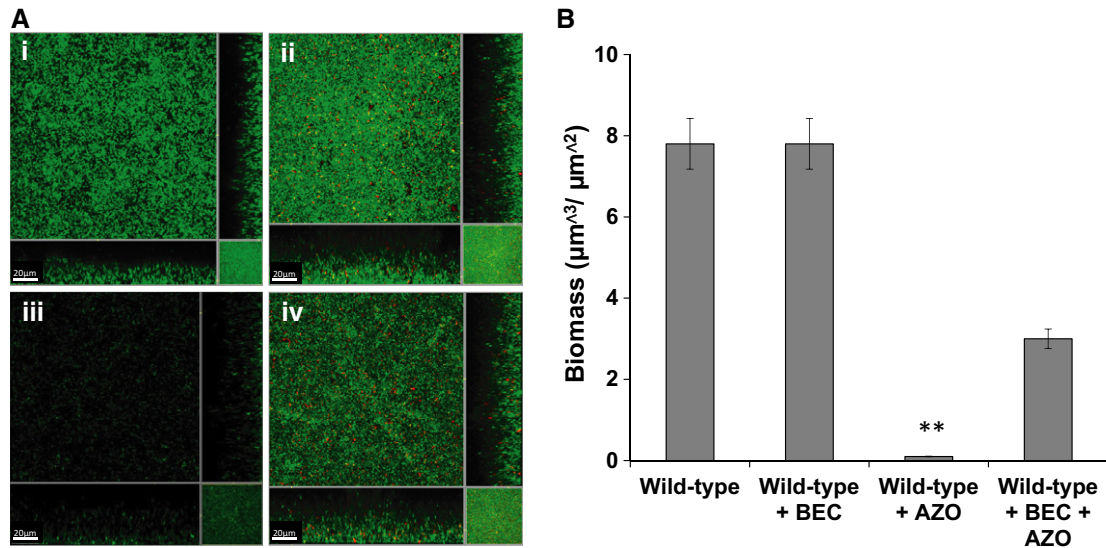 A
B
i
ii
20µm
20µm
iii
iv
20µm
20µm
Biomass (µm^3/ µm^2)
10
8
6
4
2
0
**
Wild-type
Wild-type
+ BEC
Wild-type
+ AZO
Wild-type
+ BEC +
AZO